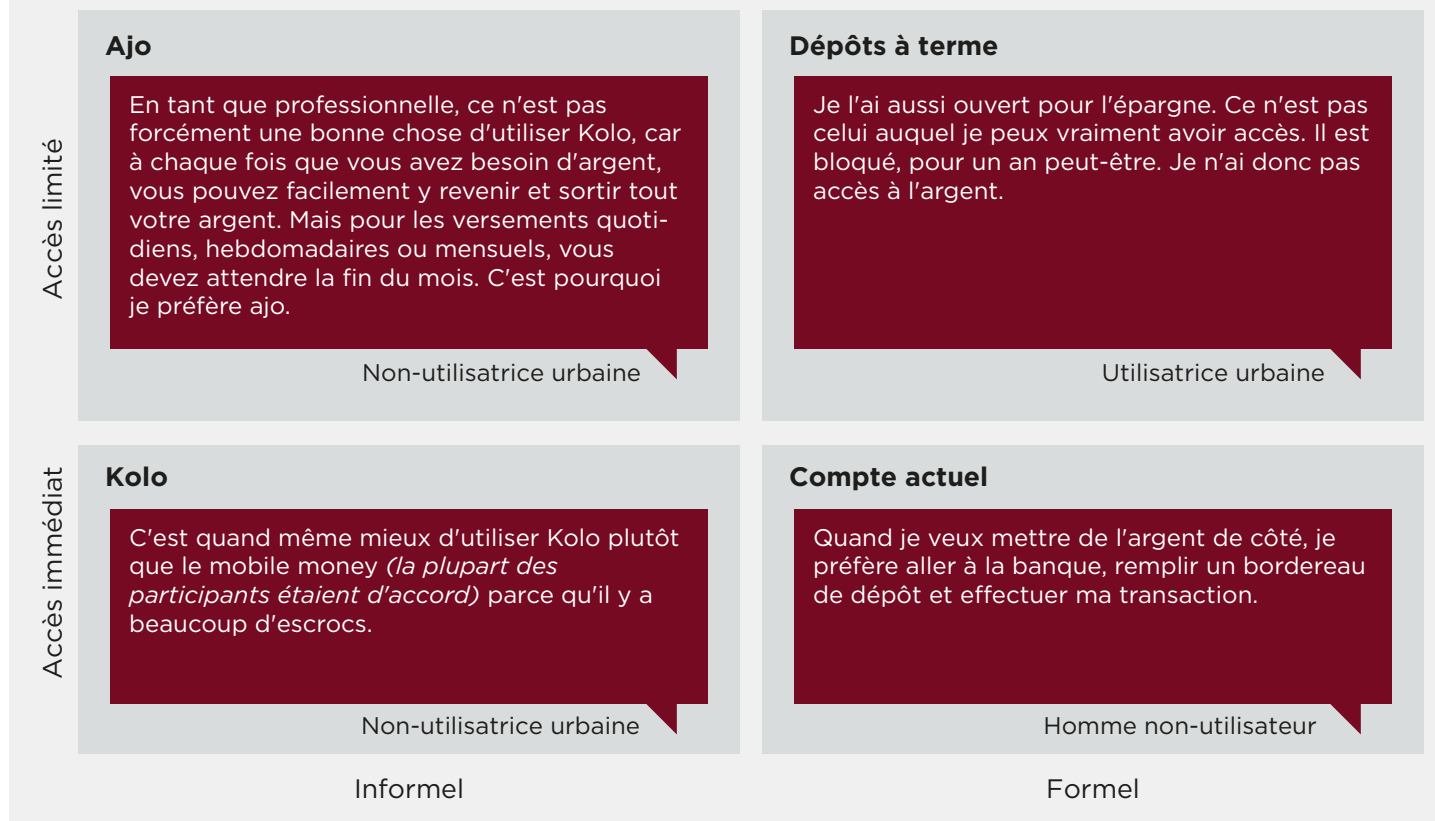 Accès limité
Ajo
En tant que professionnelle, ce n'est pas
forcément une bonne chose d'utiliser Kolo, car
à chaque fois que vous avez besoin d'argent,
vous pouvez facilement y revenir et sortir tout
votre argent. Mais pour les versements quoti-
diens, hebdomadaires ou mensuels, vous
devez attendre la fin du mois. C'est pourquoi
je préfère ajo.
Non-utilisatrice urbaine
Dépôts à terme
Je l'ai aussi ouvert pour l'épargne. Ce n'est pas
celui auquel je peux vraiment avoir accès. Il est
bloqué, pour un an peut-être. Je n'ai donc pas
accès à l'argent.
Utilisatrice urbaine
Accès immédiat
Kolo
C'est quand même mieux d'utiliser Kolo plutôt
que le mobile money (la plupart des
participants étaient d'accord) parce qu'il y a
beaucoup d'escrocs.
Non-utilisatrice urbaine
Compte actuel
Quand je veux mettre de l'argent de côté, je
préfère aller à la banque, remplir un bordereau
de dépôt et effectuer ma transaction.
Homme non-utilisateur
Informel
Formel